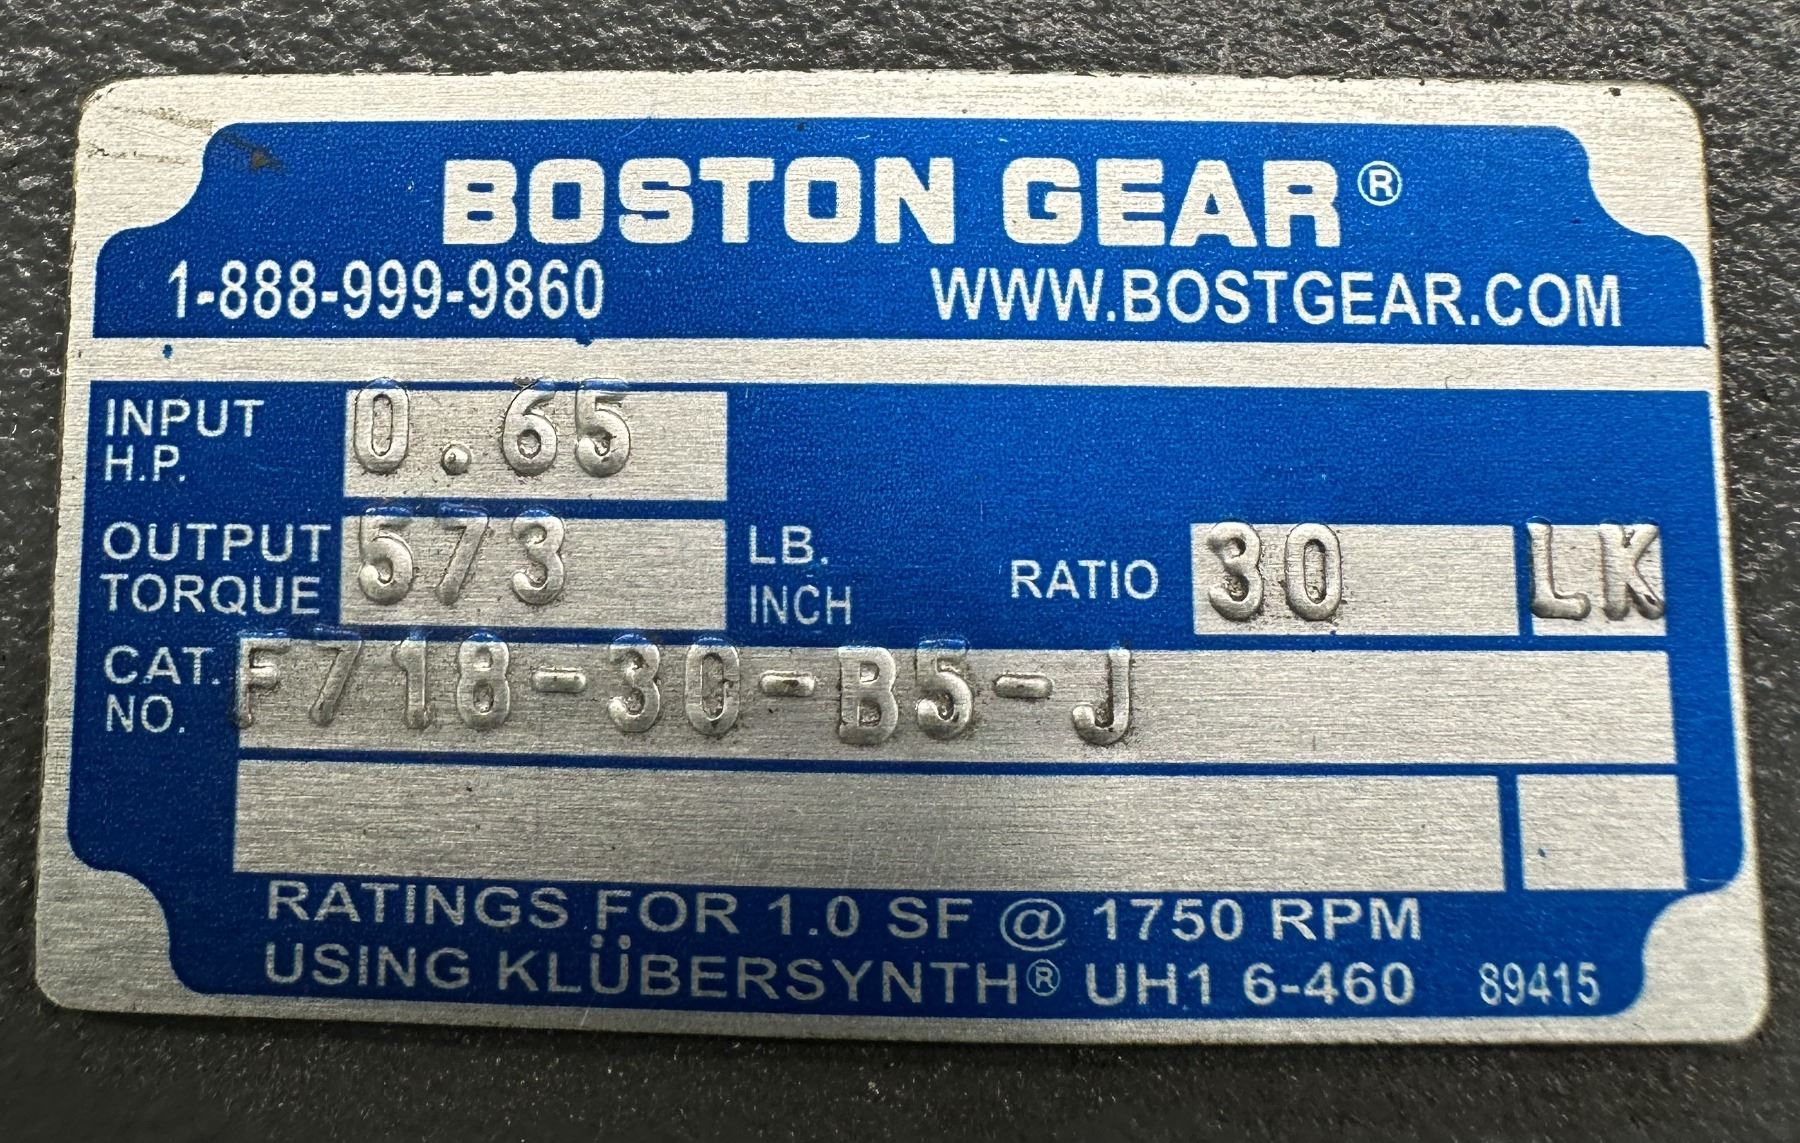 BOSTON GEAR®
1-888-999-9860 WWW.BOSTGEAR.COM
INPUT H.P. 0.65
OUTPUT TORQUE 573 LB. INCH RATIO 30 LK
CAT. NO. F718-30-B5-J
RATINGS FOR 1.0 SF @ 1750 RPM
USING KLÜBERSYNTH® UH1 6-460 89415